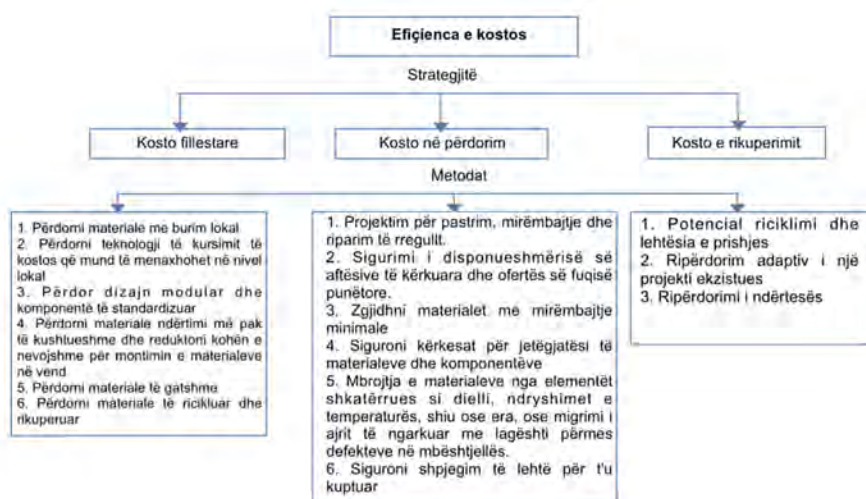 Efiçienca e kostos
Strategjitë
Kosto fillestare
Kosto në përdorim
Kosto e rikuperimit
Metodat
1. Përdorni materiale me burim lokal
2. Përdorni teknologji të kursimit të
kostos që mund të menaxhohet në nivel
lokal
3. Përdor dizajn modular dhe
komponentë të standardizuar
4. Përdorni materiale ndërtimi më pak
të kushtueshme dhe reduktoni kohën e
nevojshme për montimin e materialeve
në vend
5. Përdorni materiale të gatshme
6. Përdorni materiale të ricikluar dhe
rikuperuar
1. Projektim për pastrim, mirëmbajtje dhe
riparim të rregullt.
2. Sigurimi i disponueshmërisë së
aftësive të kërkuara dhe ofertës së fuqisë
punëtore.
3. Zgjidhni materialet me mirëmbajtje
minimale
4. Siguroni kërkesat për jetëgjatësi të
materialeve dhe komponentëve
5. Mbrojtja e materialeve nga elementët
shkatërrues si dielli, ndryshimet e
temperaturës, shiu ose era, ose migrimi i
ajrit të ngarkuar me lagështi përmes
defekteve në mbështjellës.
6. Siguroni shpjegim të lehtë për t'u
kuptuar
1. Potencial riciklimi dhe
lehtësia e prishjes
2. Ripërdorim adaptiv i një
projekti ekzistues
3. Ripërdorimi i ndërtesës